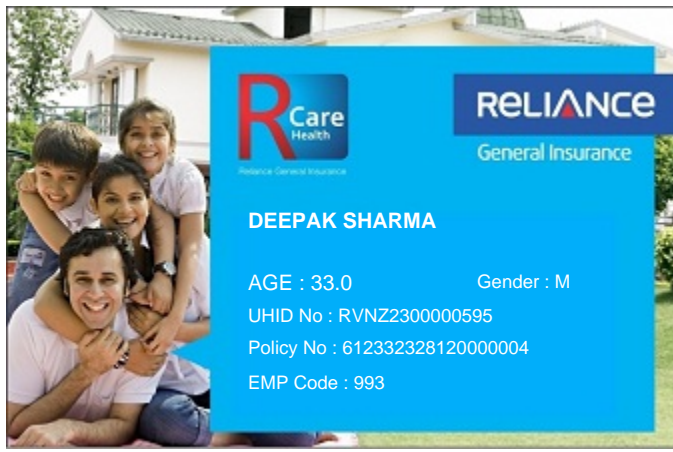 R Care
Health
Reliance General Insurance
RELIANCE
General Insurance
DEEPAK SHARMA
AGE : 33.0 Gender : M
UHID No : RVNZ2300000595
Policy No : 612332328120000004
EMP Code : 993